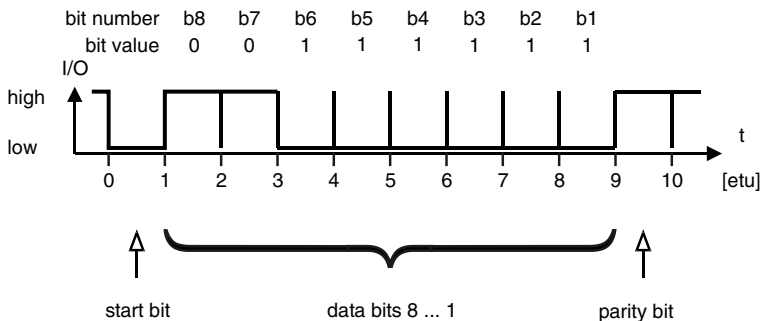 bit number b8 b7 b6 b5 b4 b3 b2 b1
bit value 0 0 1 1 1 1 1 1
I/O
high
low
t
0 1 2 3 4 5 6 7 8 9 10 [etu]
start bit data bits 8 ... 1 parity bit